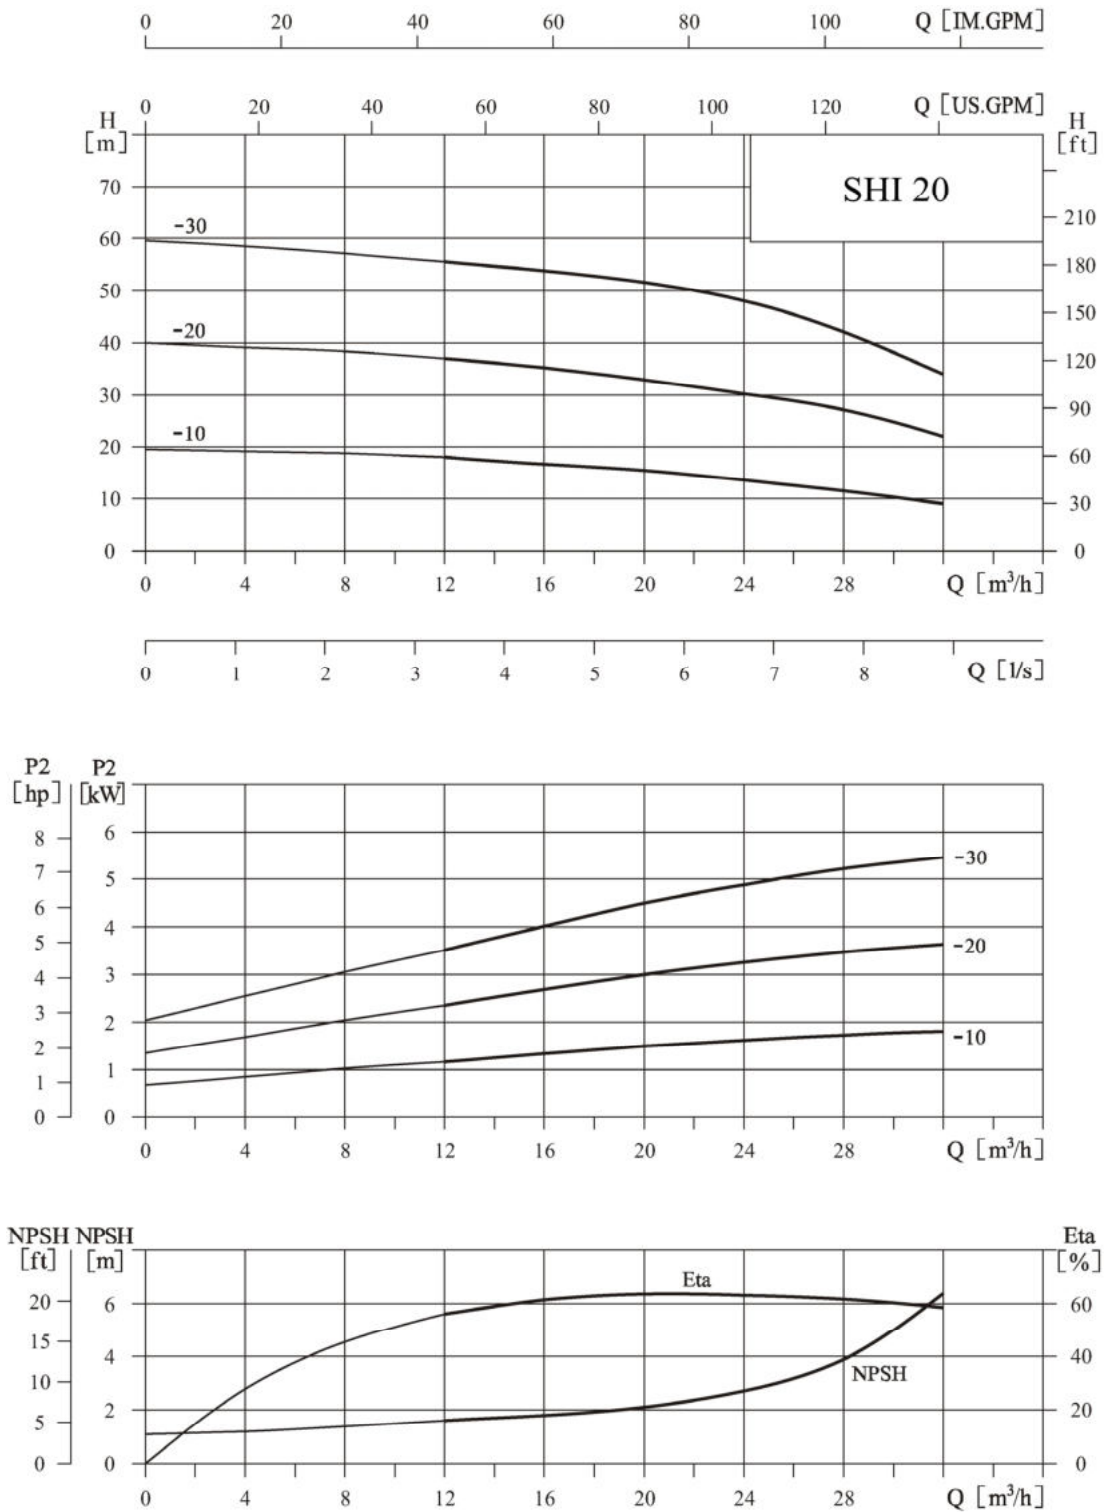 0 20 40 60 80 100 Q [IM.GPM]
0 20 40 60 80 100 120 Q [US.GPM]
H
[m]
H
[ft]
SHI 20
70
60
50
40
30
20
10
0
210
180
150
120
90
60
30
0
-30
-20
-10
0 4 8 12 16 20 24 28 Q [m³/h]
0 1 2 3 4 5 6 7 8 Q [l/s]
P2
[hp]
P2
[kW]
8
7
6
5
4
3
2
1
0
6
5
4
3
2
1
0
-30
-20
-10
0 4 8 12 16 20 24 28 Q [m³/h]
NPSH
[ft]
NPSH
[m]
Eta
[%]
20
15
10
5
0
6
4
2
0
Eta
NPSH
60
40
20
0
0 4 8 12 16 20 24 28 Q [m³/h]